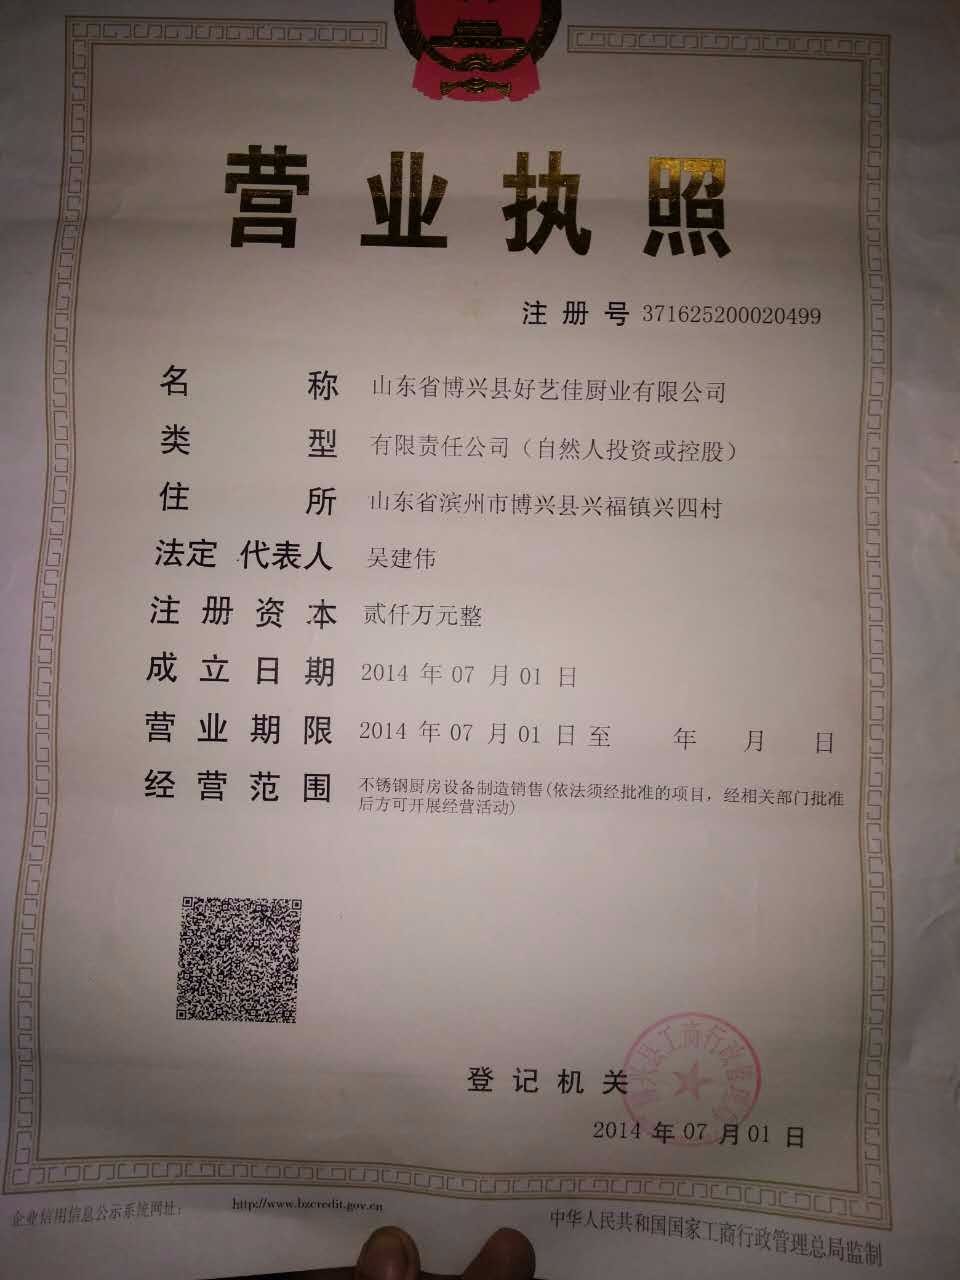 营业执照
注册号 371625200020499
名称 山东省博兴县好艺佳厨业有限公司
类型 有限责任公司（自然人投资或控股）
住所 山东省滨州市博兴县兴福镇兴四村
法定代表人 吴建伟
注册资本 贰仟万元整
成立日期 2014 年 07 月 01 日
营业期限 2014 年 07 月 01 日 至 年 月 日
经营范围 不锈钢厨房设备制造销售(依法须经批准的项目，经相关部门批准
后方可开展经营活动)
兴县工商行政管理局
登记机关
2014 年 07 月 01 日
企业信用信息公示系统网址： http://www.bzcredit.gov.cn
中华人民共和国国家工商行政管理总局监制